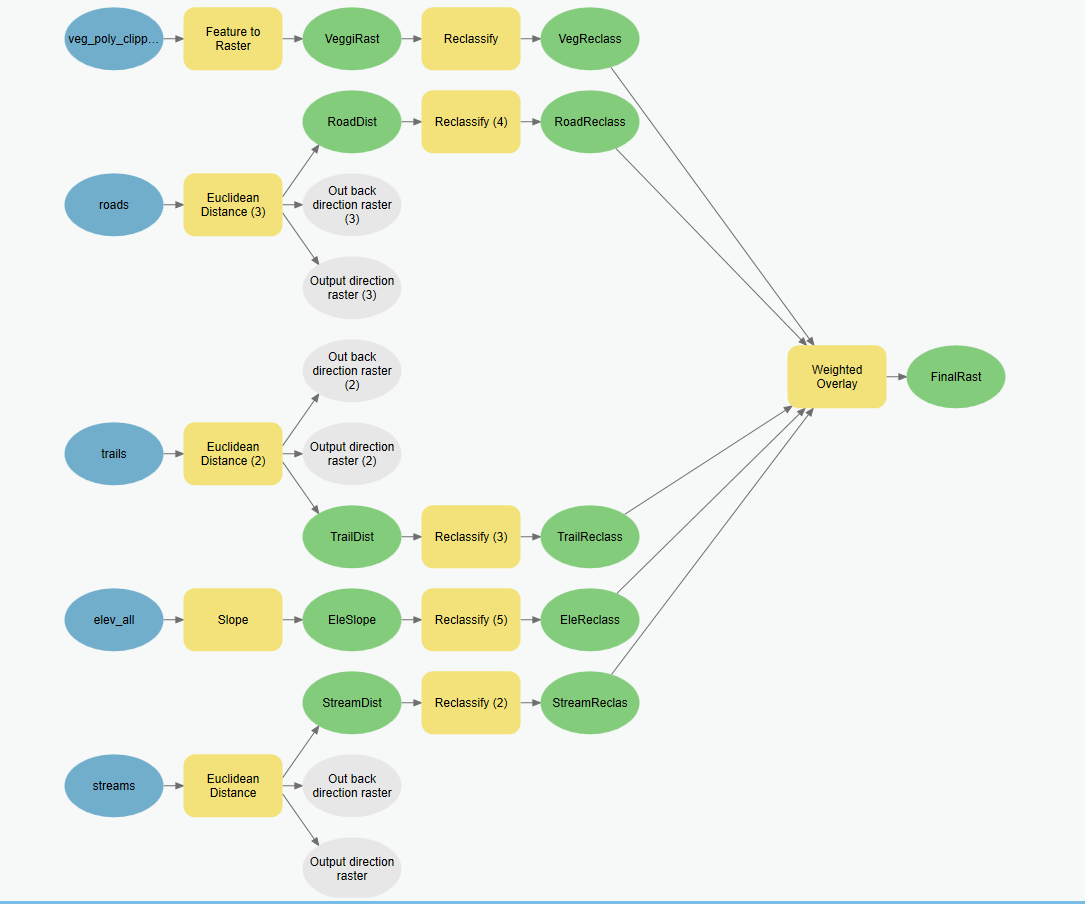 veg_poly_clipp...
Feature to
Raster
VeggiRast
Reclassify
VegReclass
RoadDist
Reclassify (4)
RoadReclass
roads
Euclidean
Distance (3)
Out back
direction raster
(3)
Output direction
raster (3)
Out back
direction raster
(2)
Weighted
Overlay
FinalRast
trails
Euclidean
Distance (2)
Output direction
raster (2)
TrailDist
Reclassify (3)
TrailReclass
elev_all
Slope
EleSlope
Reclassify (5)
EleReclass
StreamDist
Reclassify (2)
StreamReclas
streams
Euclidean
Distance
Out back
direction raster
Output direction
raster